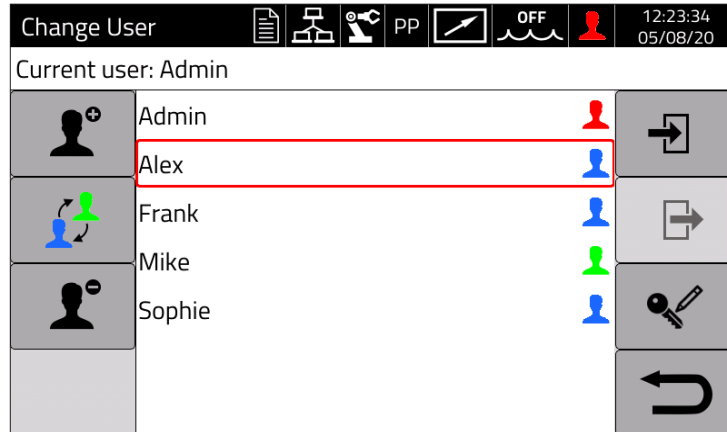 Change User
PP
OFF
12:23:34
05/08/20
Current user: Admin
Admin
Alex
Frank
Mike
Sophie